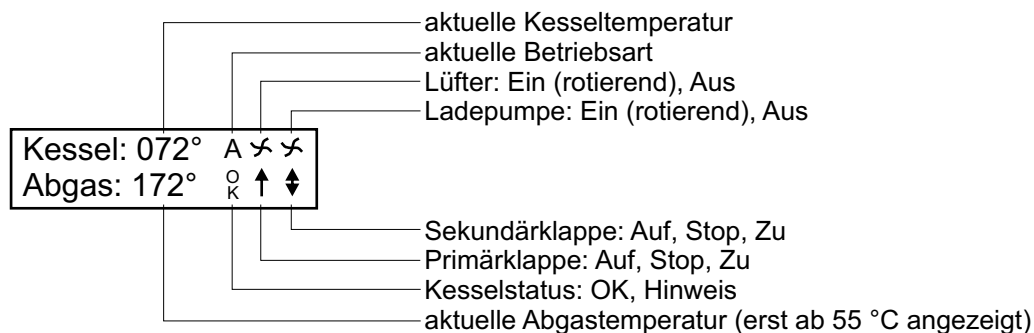 aktuelle Kesseltemperatur
aktuelle Betriebsart
Lüfter: Ein (rotierend), Aus
Ladepumpe: Ein (rotierend), Aus
Kessel: 072° A
Abgas: 172° OK
Sekundärklappe: Auf, Stop, Zu
Primärklappe: Auf, Stop, Zu
Kesselstatus: OK, Hinweis
aktuelle Abgastemperatur (erst ab 55 °C angezeigt)